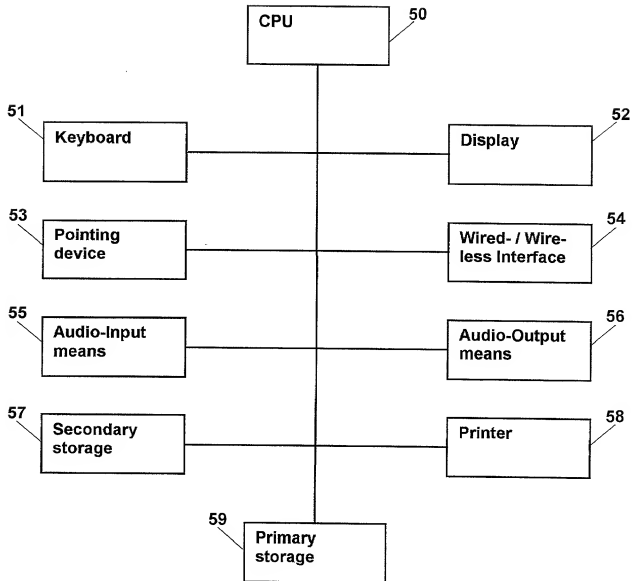 CPU
50
51
Keyboard
52
Display
53
Pointing
device
54
Wired- / Wire-
less Interface
55
Audio-Input
means
56
Audio-Output
means
57
Secondary
storage
58
Printer
59
Primary
storage